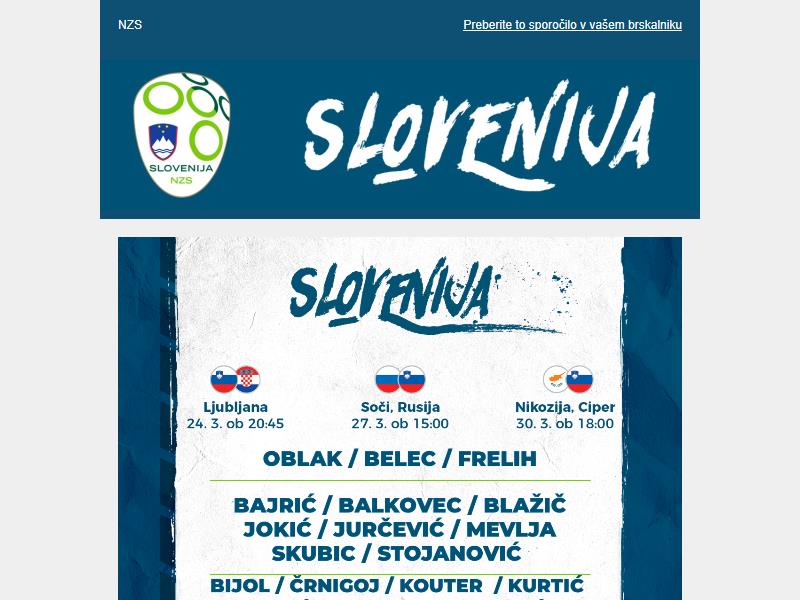 NZS
Preberite to sporočilo v vašem brskalniku
SLOVENIJA
NZS
SLOVENIJA
SLOVENIJA
Ljubljana
24. 3. ob 20:45
Soči, Rusija
27. 3. ob 15:00
Nikozija, Ciper
30. 3. ob 18:00
OBLAK / BELEC / FRELIH
BAJRIĆ / BALKOVEC / BLAŽIČ
JOKIĆ / JURČEVIĆ / MEVLJA
SKUBIC / STOJANOVIĆ
BIJOL / ČRNIGOJ / KOUTER / KURTIĆ